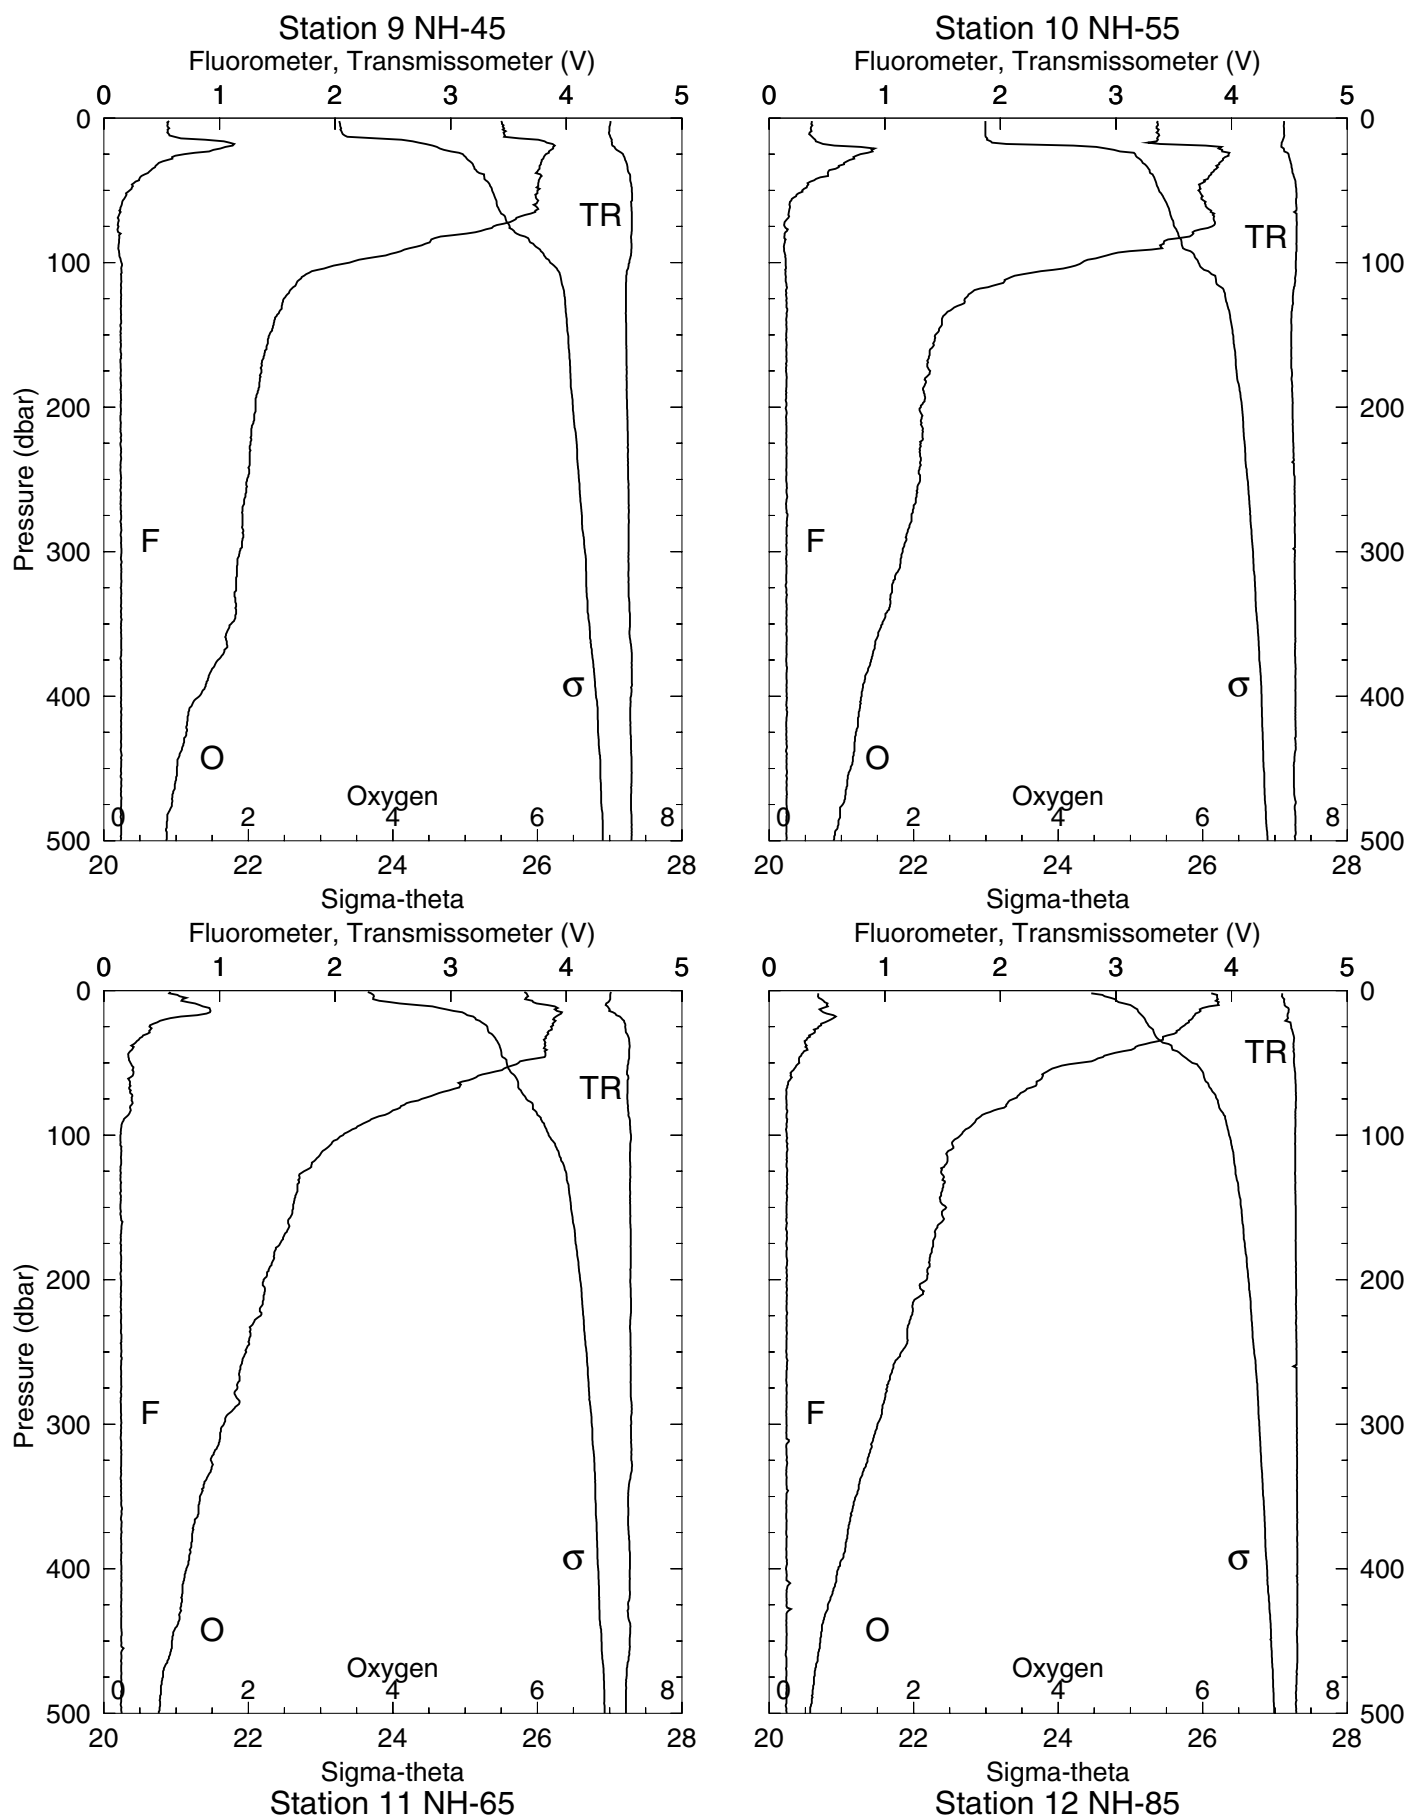 Station 9 NH-45
Fluorometer, Transmissometer (V)
0 1 2 3 4 5
0
100
200
300
400
500
Pressure (dbar)
TR
F
σ
O
Oxygen
0 2 4 6 8
20 22 24 26 28
Sigma-theta
Station 10 NH-55
Fluorometer, Transmissometer (V)
0 1 2 3 4 5
0
100
200
300
400
500
TR
F
σ
O
Oxygen
0 2 4 6 8
20 22 24 26 28
Sigma-theta
Fluorometer, Transmissometer (V)
0 1 2 3 4 5
0
100
200
300
400
500
Pressure (dbar)
TR
F
σ
O
Oxygen
0 2 4 6 8
20 22 24 26 28
Sigma-theta
Station 11 NH-65
Fluorometer, Transmissometer (V)
0 1 2 3 4 5
0
100
200
300
400
500
TR
F
σ
O
Oxygen
0 2 4 6 8
20 22 24 26 28
Sigma-theta
Station 12 NH-85